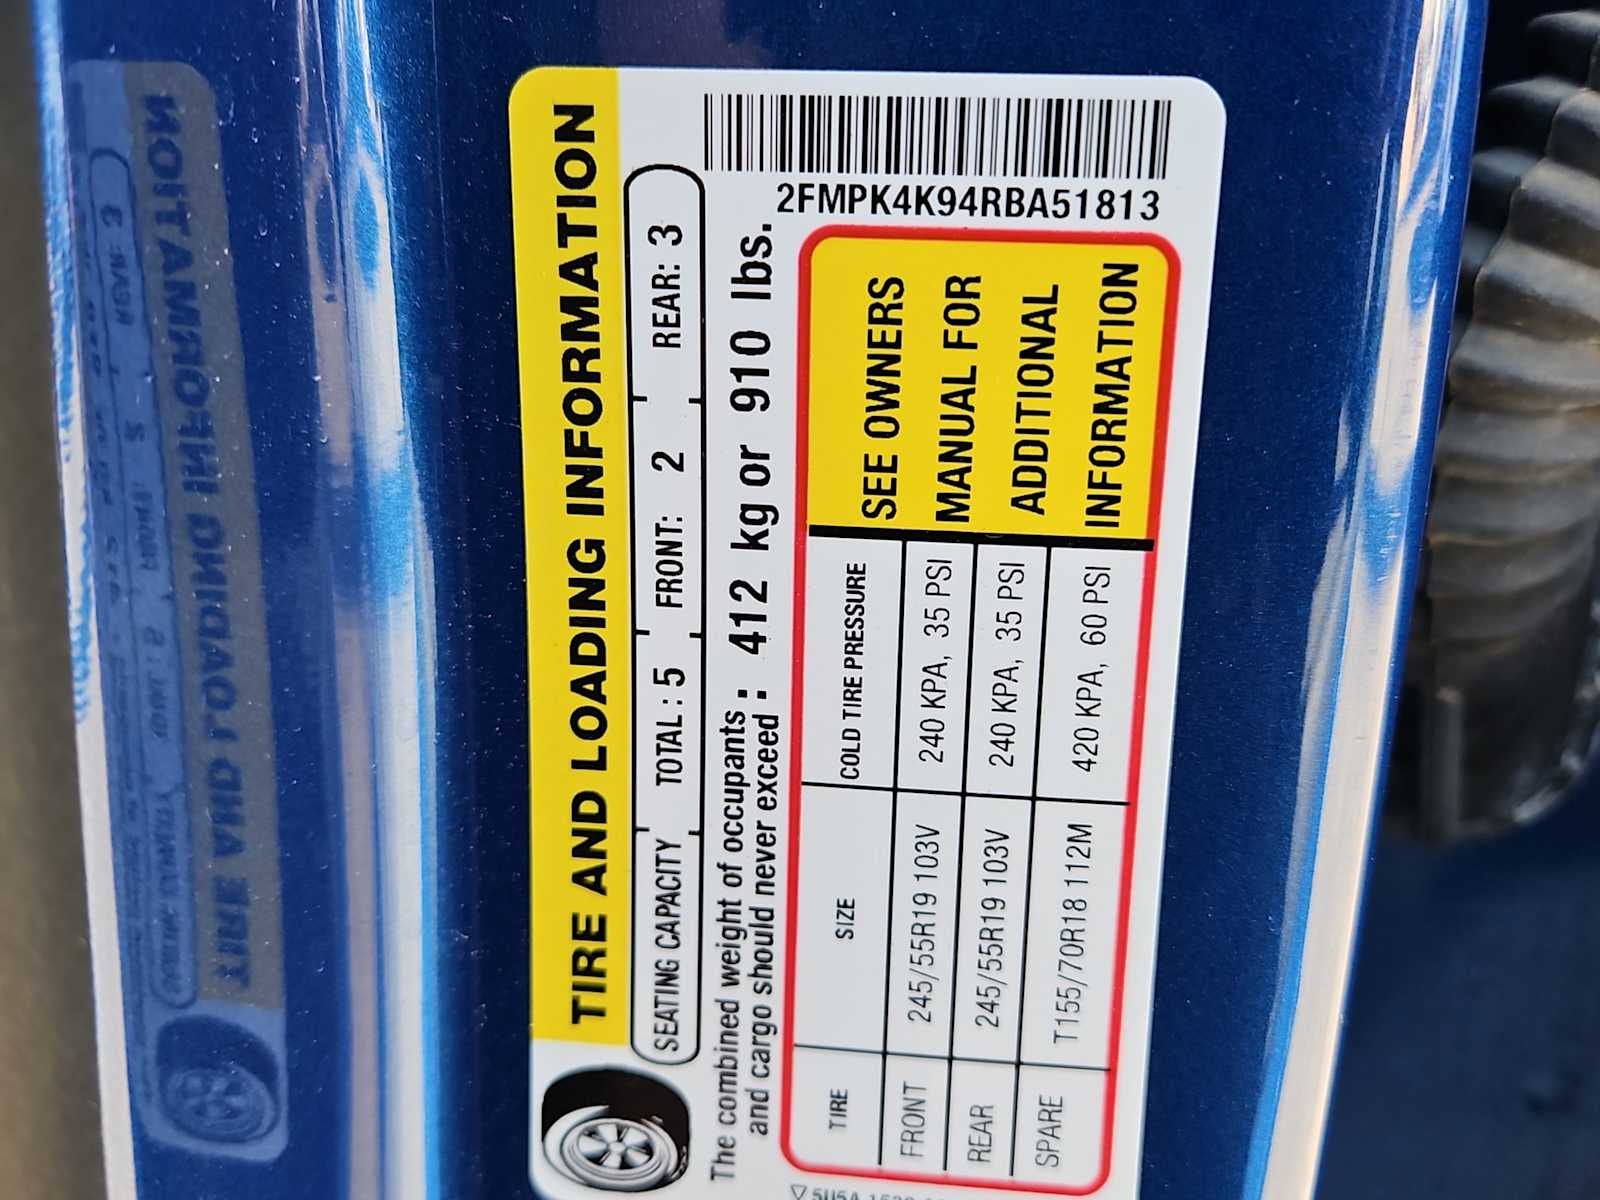 2FMPK4K94RBA51813
TIRE AND LOADING INFORMATION
SEATING CAPACITY TOTAL : 5 FRONT: 2 REAR: 3
The combined weight of occupants
and cargo should never exceed : 412 kg or 910 lbs.
TIRE SIZE COLD TIRE PRESSURE
FRONT 245/55R19 103V 240 KPA, 35 PSI
REAR 245/55R19 103V 240 KPA, 35 PSI
SPARE T155/70R18 112M 420 KPA, 60 PSI
SEE OWNERS
MANUAL FOR
ADDITIONAL
INFORMATION